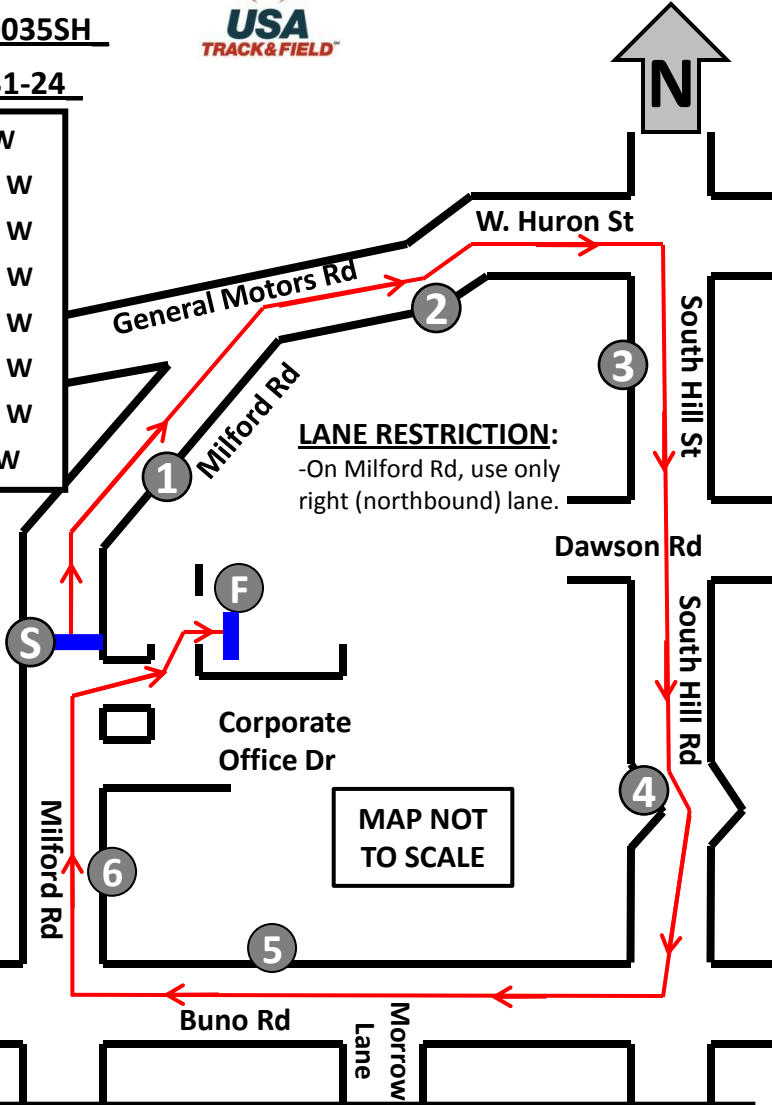 035SH
USA
TRACK&FIELD
1-24
N
W
W
W
W
W
W
W
W
W. Huron St
General Motors Rd
2
3
South Hill St
Milford Rd
1
LANE RESTRICTION:
-On Milford Rd, use only
right (northbound) lane.
Dawson Rd
F
S
South Hill Rd
Corporate
Office Dr
4
MAP NOT
TO SCALE
Milford Rd
6
5
Buno Rd
Morrow
Lane